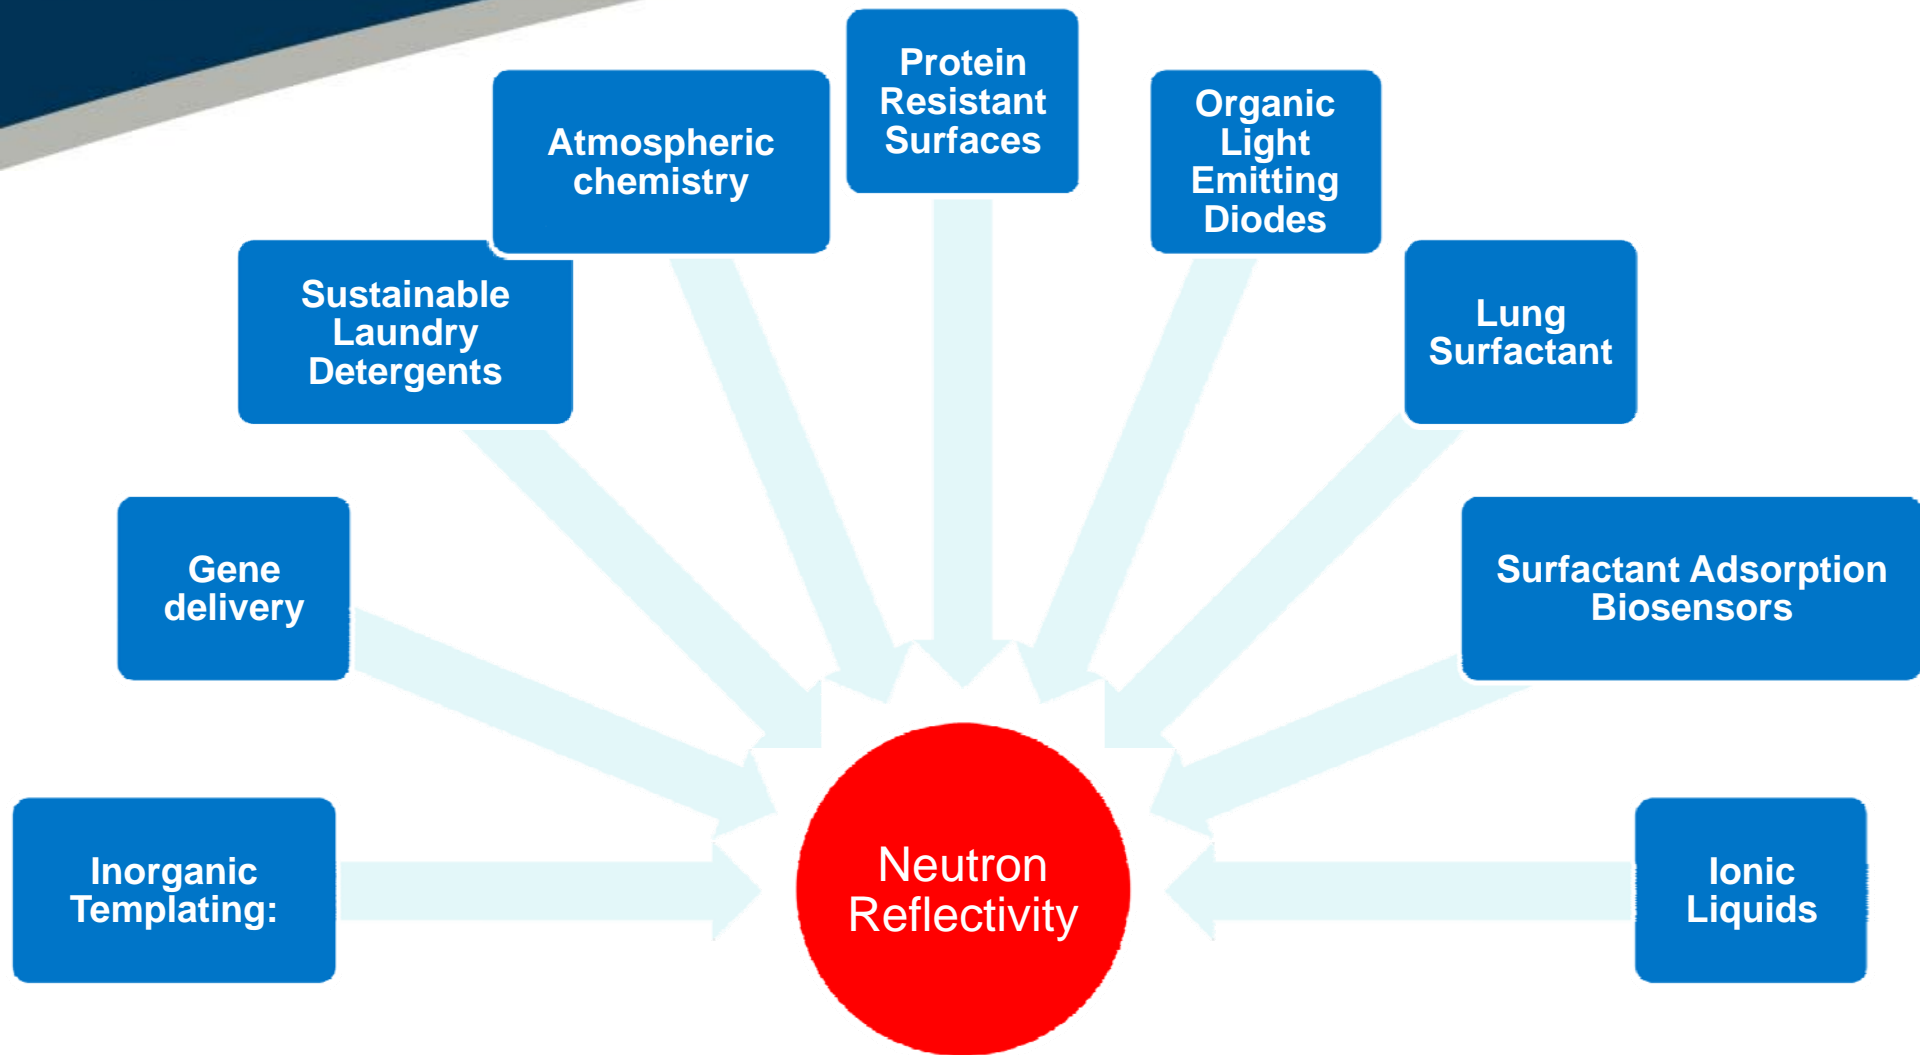 Protein
Resistant
Surfaces
Atmospheric
chemistry
Organic
Light
Emitting
Diodes
Sustainable
Laundry
Detergents
Lung
Surfactant
Gene
delivery
Surfactant Adsorption
Biosensors
Inorganic
Templating:
Neutron
Reflectivity
Ionic
Liquids